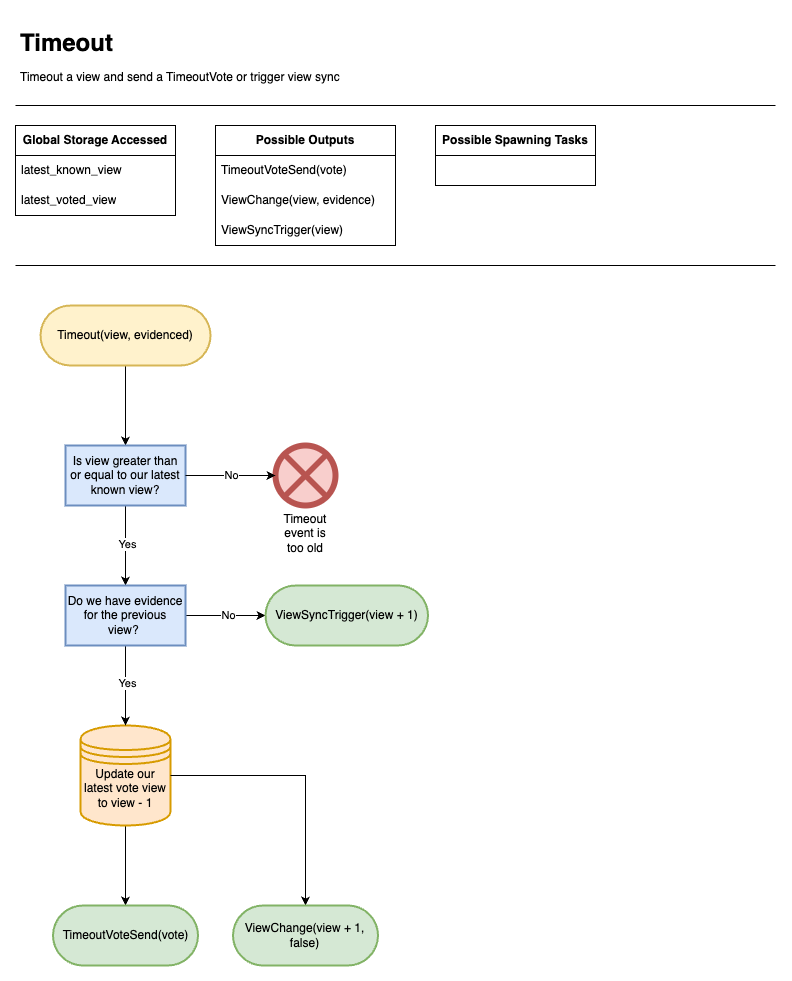 Timeout
Timeout a view and send a TimeoutVote or trigger view sync
Global Storage Accessed
latest_known_view
latest_voted_view
Possible Outputs
TimeoutVoteSend(vote)
ViewChange(view, evidence)
ViewSyncTrigger(view)
Possible Spawning Tasks
Timeout(view, evidenced)
Is view greater than
or equal to our latest
known view?
No
Timeout
event is
too old
Yes
Do we have evidence
for the previous
view?
No
ViewSyncTrigger(view + 1)
Yes
Update our
latest vote view
to view - 1
TimeoutVoteSend(vote)
ViewChange(view + 1,
false)